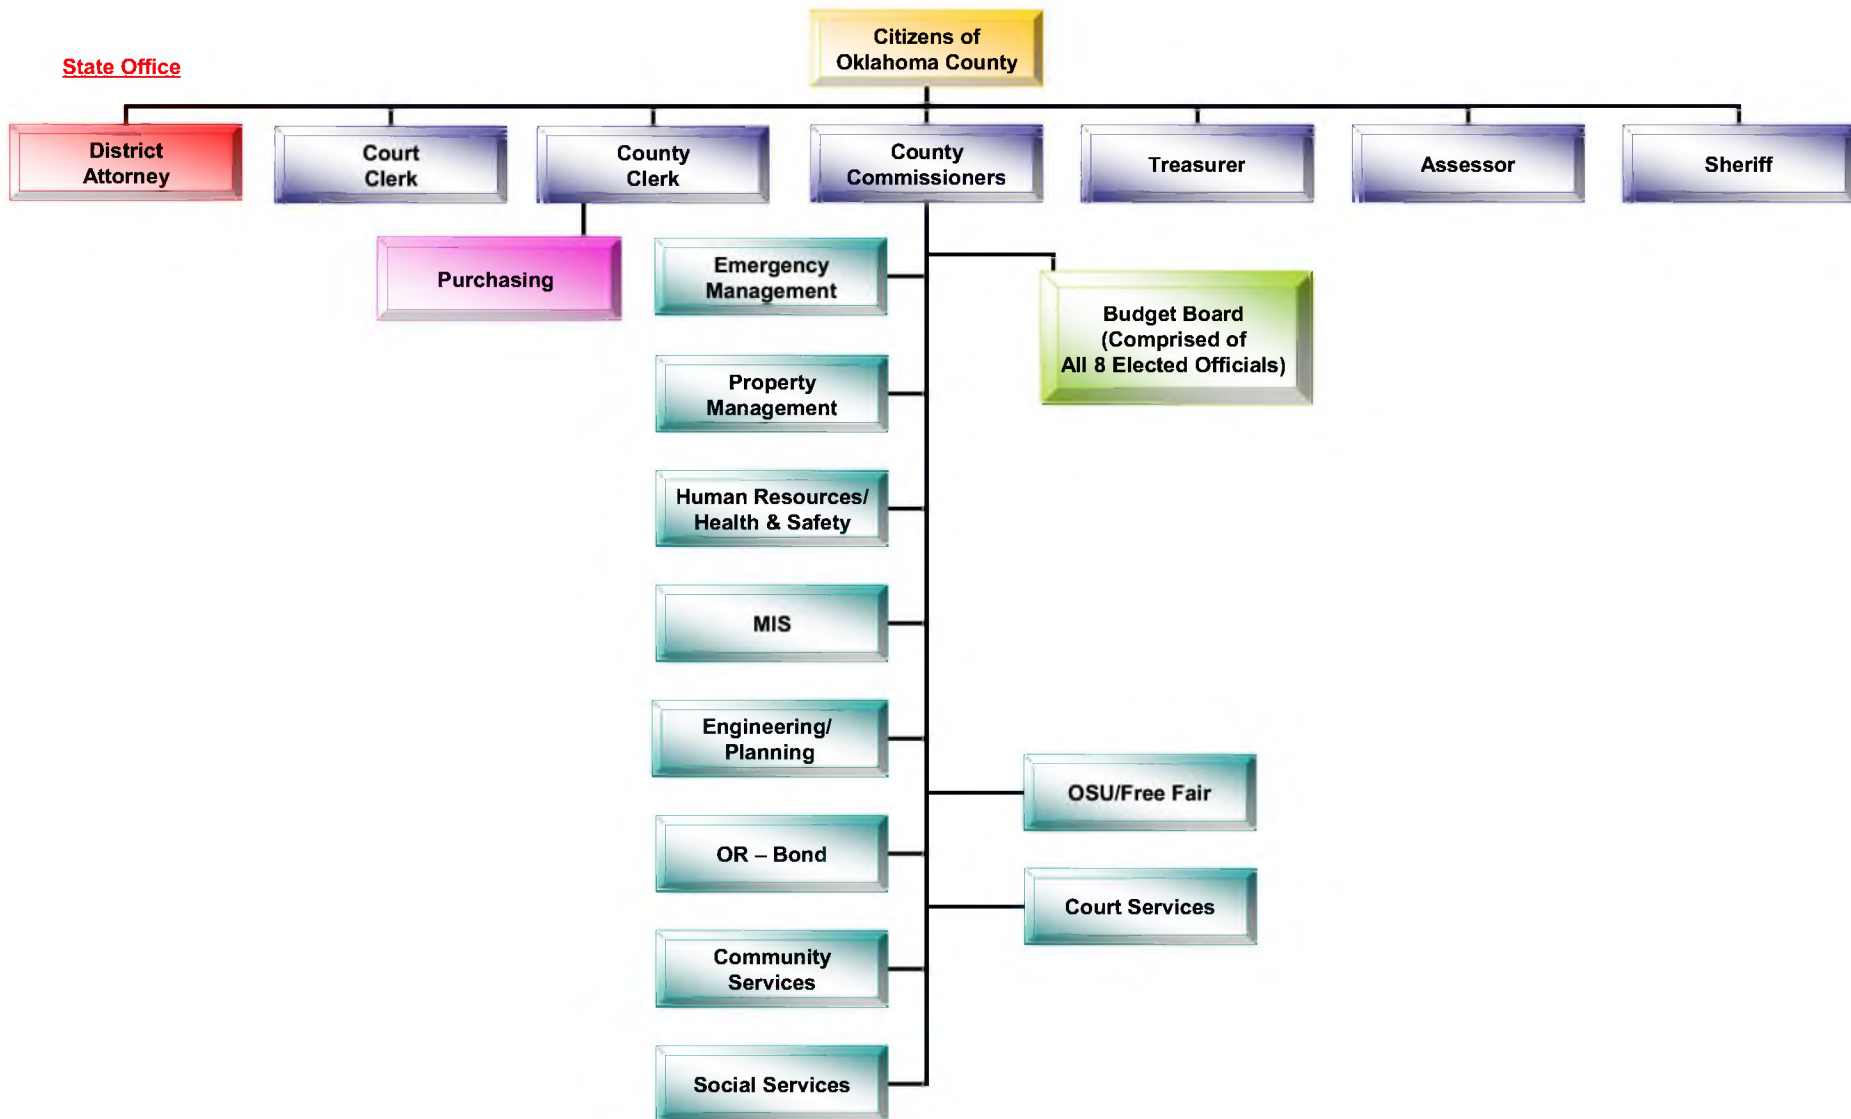 Citizens of
Oklahoma County
State Office
District
Attorney
Court
Clerk
County
Clerk
County
Commissioners
Treasurer
Assessor
Sheriff
Purchasing
Emergency
Management
Budget Board
(Comprised of
All 8 Elected Officials)
Property
Management
Human Resources/
Health & Safety
MIS
Engineering/
Planning
OSU/Free Fair
OR – Bond
Court Services
Community
Services
Social Services